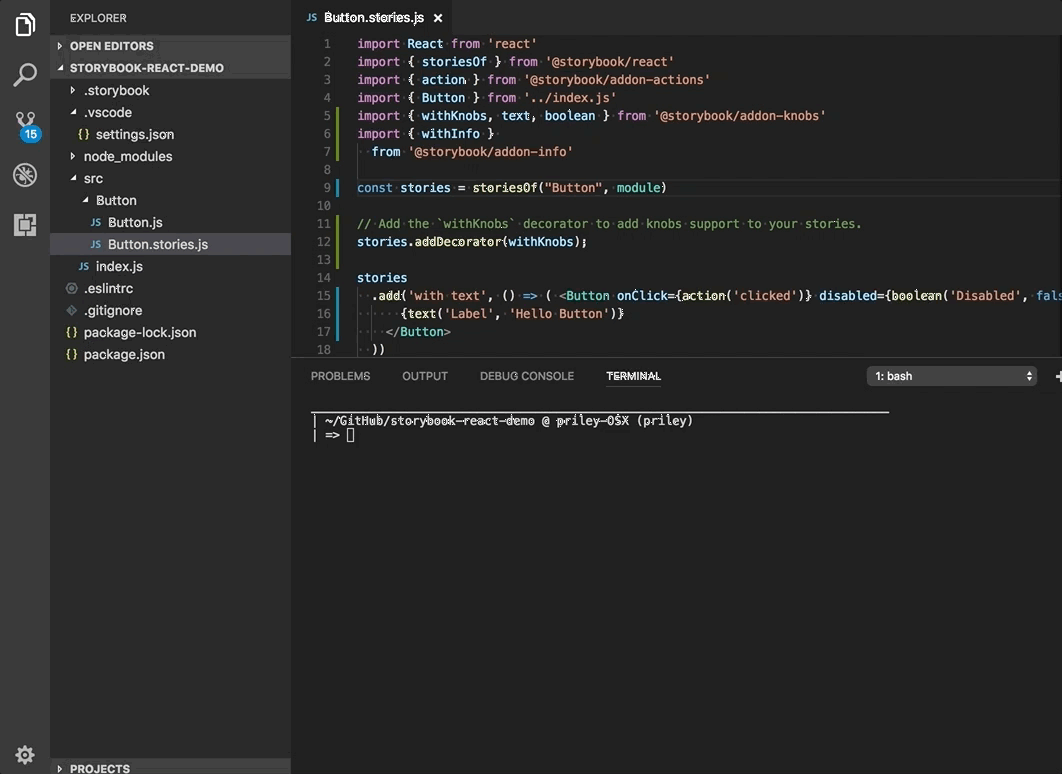 EXPLORER
OPEN EDITORS
STORYBOOK-REACT-DEMO
.storybook
.vscode
{} settings.json
node_modules
src
Button
JS Button.js
JS Button.stories.js
JS index.js
.eslintrc
.gitignore
{} package-lock.json
{} package.json
PROJECTS
15
JS Button.stories.js ×
1 import React from 'react'
2 import { storiesOf } from '@storybook/react'
3 import { action } from '@storybook/addon-actions'
4 import { Button } from '../index.js'
5 import { withKnobs, text, boolean } from '@storybook/addon-knobs'
6 import { withInfo }
7 from '@storybook/addon-info'
8
9 const stories = storiesOf("Button", module)
10
11 // Add the `withKnobs` decorator to add knobs support to your stories.
12 stories.addDecorator(withKnobs);
13
14 stories
15 .add('with text', () => ( <Button onClick={action('clicked')} disabled={boolean('Disabled', fals
16 {text('Label', 'Hello Button')}
17 </Button>
18 ))
PROBLEMS OUTPUT DEBUG CONSOLE TERMINAL 1: bash +
| ~/GitHub/storybook-react-demo @ priley-OSX (priley)
| =>